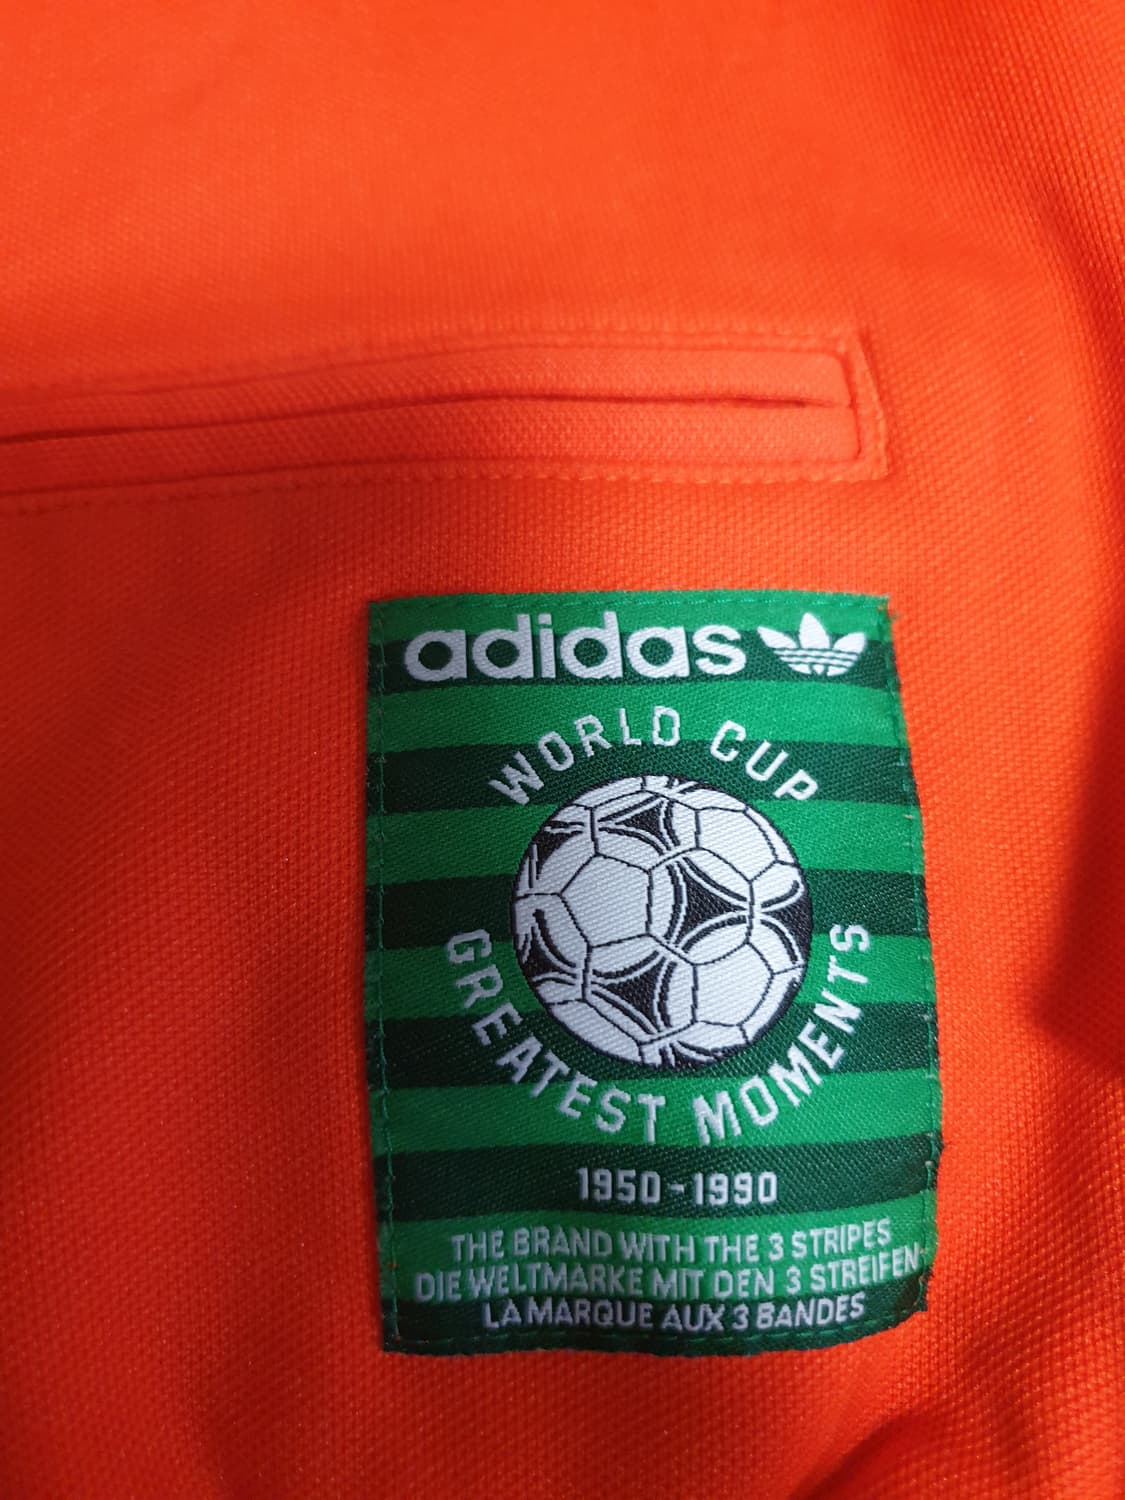 adidas
WORLD CUP
GREATEST MOMENTS
1950-1990
THE BRAND WITH THE 3 STRIPES
DIE WELTMARKE MIT DEN 3 STREIFEN
LA MARQUE AUX 3 BANDES